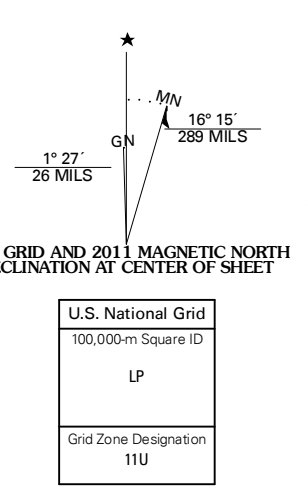 ★
MN
16° 15´
289 MILS
GN
1° 27´
26 MILS
GRID AND 2011 MAGNETIC NORTH
CLINATION AT CENTER OF SHEET
U.S. National Grid
100,000-m Square ID
LP
Grid Zone Designation
11U